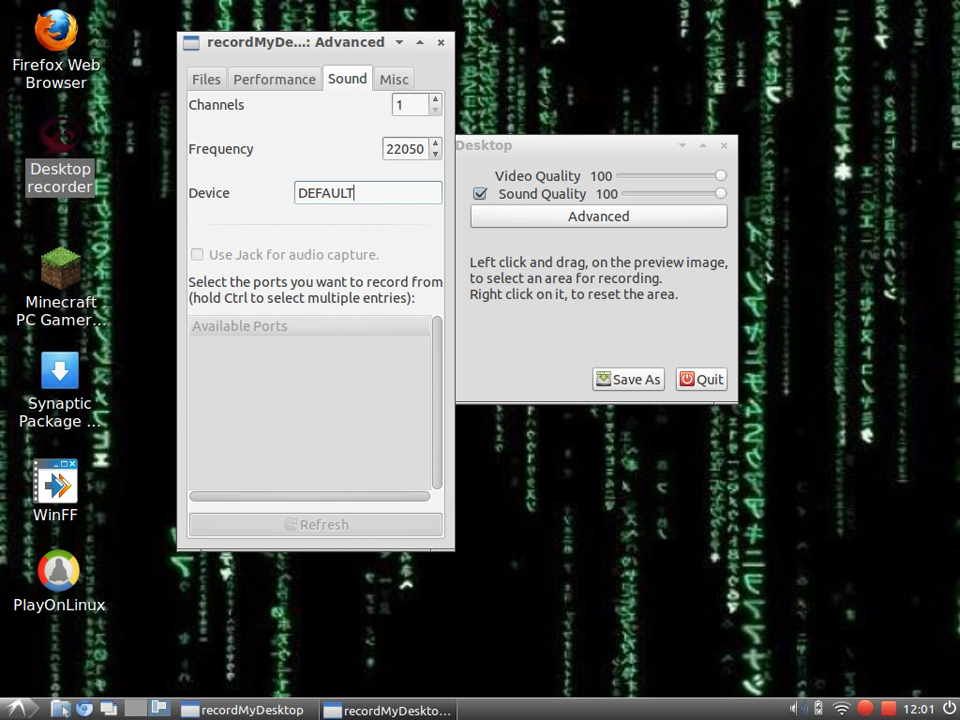 Firefox Web
Browser
Desktop
recorder
Minecraft
PC Gamer...
Synaptic
Package ...
WinFF
PlayOnLinux
recordMyDe...: Advanced
Files
Performance
Sound
Misc
Channels
1
Frequency
22050
Device
DEFAULT
Use Jack for audio capture.
Select the ports you want to record from
(hold Ctrl to select multiple entries):
Available Ports
Refresh
Desktop
Video Quality 100
Sound Quality 100
Advanced
Left click and drag, on the preview image,
to select an area for recording.
Right click on it, to reset the area.
Save As
Quit
recordMyDesktop
recordMyDeskto...
12:01